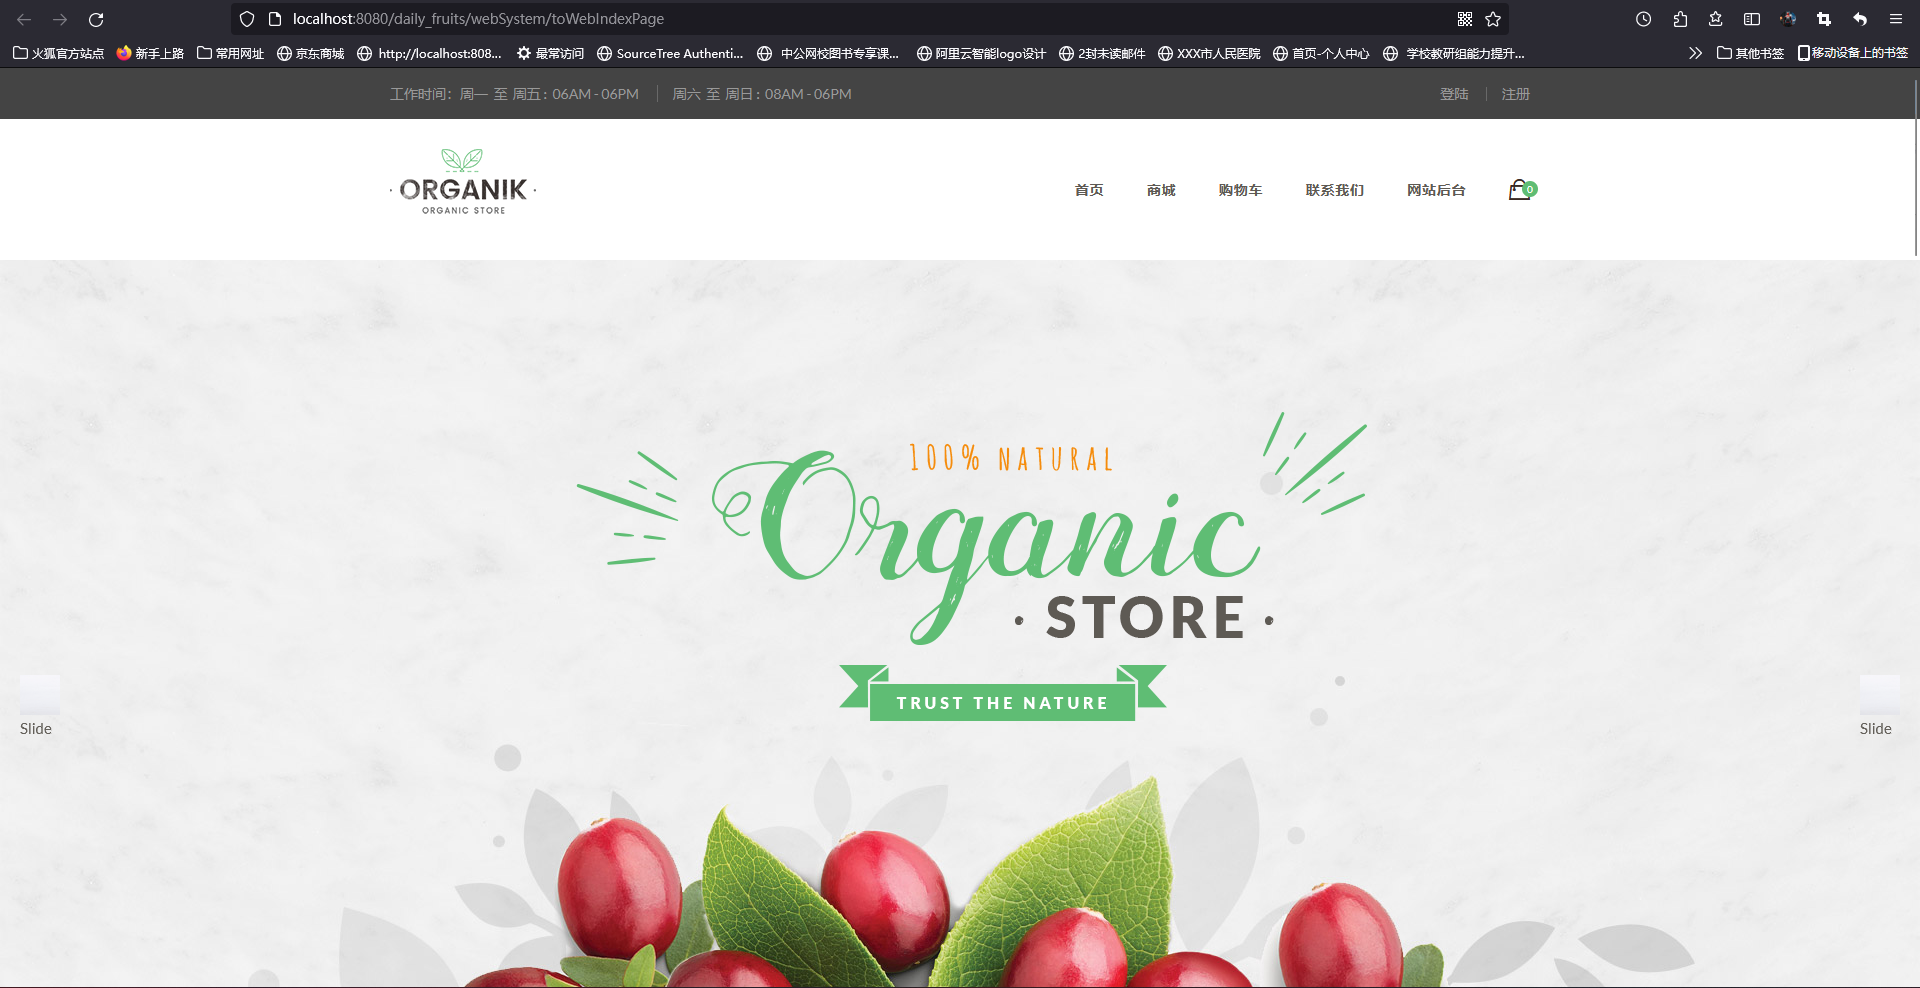 localhost:8080/daily_fruits/webSystem/toWebIndexPage
火狐官方站点 新手上路 常用网址 京东商城 http://localhost:808... 最常访问 SourceTree Authenti... 中公网校图书专享课... 阿里云智能logo设计 2封未读邮件 XXX市人民医院 首页-个人中心 学校教研组能力提升... 其他书签 移动设备上的书签
工作时间：周一 至 周五 : 06AM - 06PM 周六 至 周日 : 08AM - 06PM 登陆 注册
· ORGANIK ·
ORGANIC STORE
首页 商城 购物车 联系我们 网站后台 0
100% NATURAL
Organic
· STORE ·
TRUST THE NATURE
Slide Slide